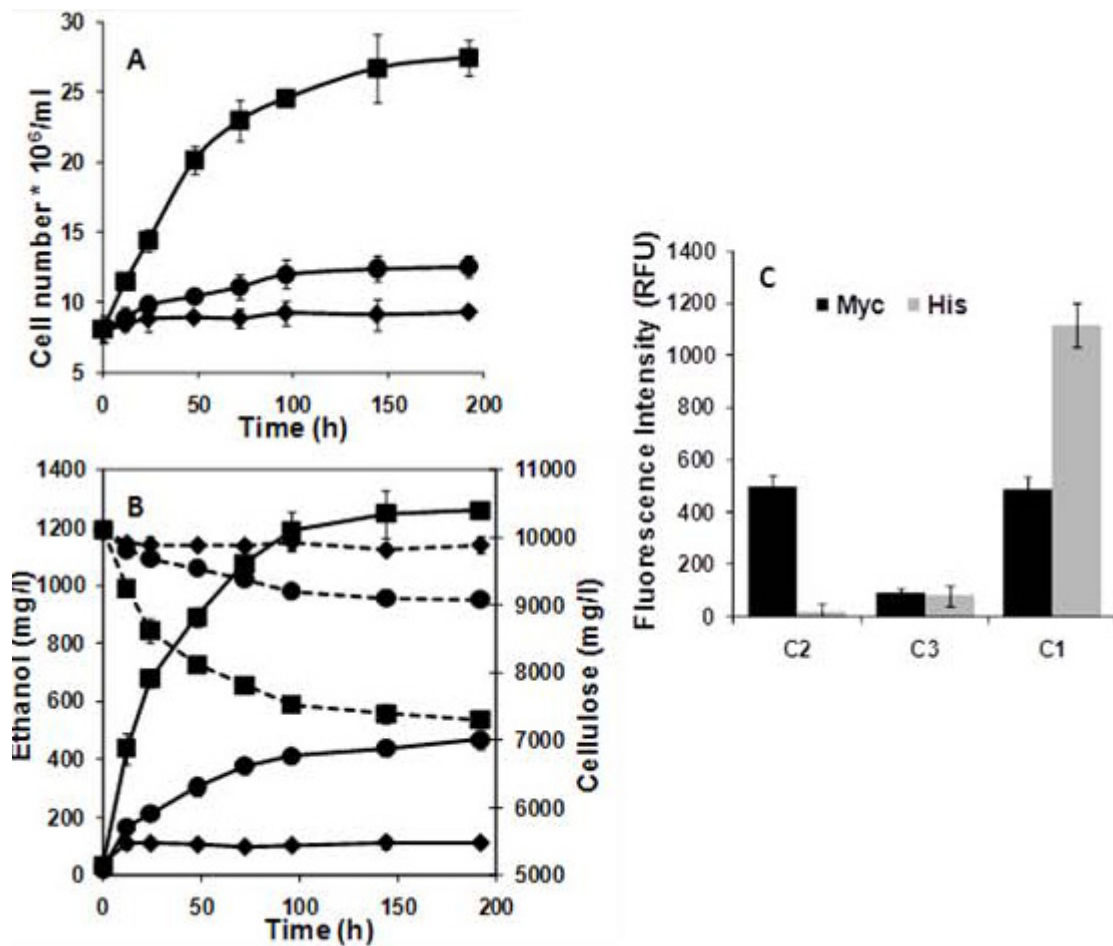 A
30
25
20
15
10
5
Cell number * 10⁶/ml
0 50 100 150 200
Time (h)
B
1400
1200
1000
800
600
400
200
0
Ethanol (mg/l)
11000
10000
9000
8000
7000
6000
5000
Cellulose (mg/l)
0 50 100 150 200
Time (h)
C
Myc His
1400
1200
1000
800
600
400
200
0
Fluorescence Intensity (RFU)
C2 C3 C1